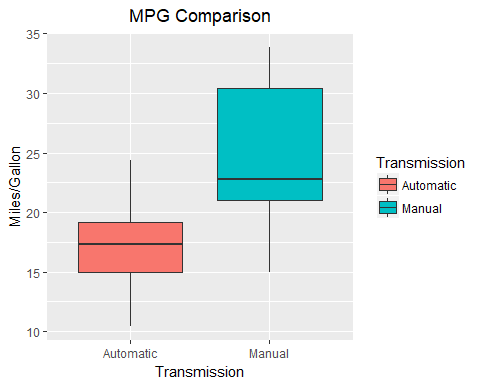 MPG Comparison
35
30
25
20
15
10
Miles/Gallon
Automatic Manual
Transmission
Transmission
Automatic
Manual